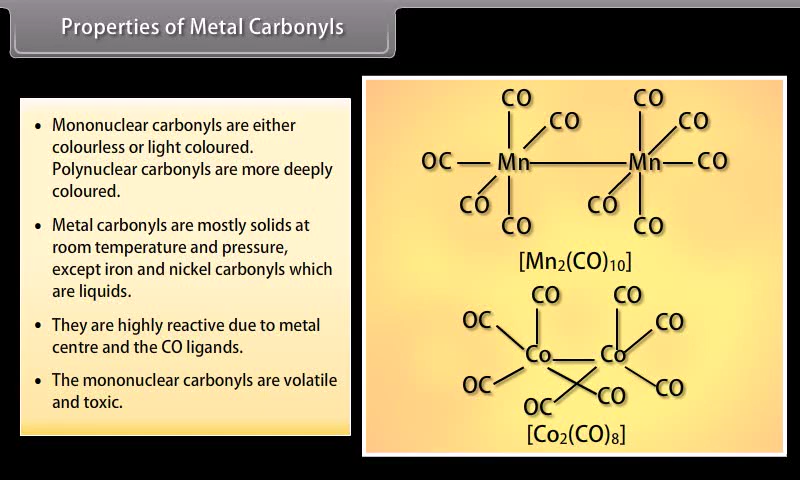 Properties of Metal Carbonyls
• Mononuclear carbonyls are either
colourless or light coloured.
Polynuclear carbonyls are more deeply
coloured.
• Metal carbonyls are mostly solids at
room temperature and pressure,
except iron and nickel carbonyls which
are liquids.
• They are highly reactive due to metal
centre and the CO ligands.
• The mononuclear carbonyls are volatile
and toxic.
CO CO
CO CO
OC Mn Mn CO
CO CO
CO CO
[Mn₂(CO)₁₀]
CO CO
OC CO
Co Co
OC CO CO
OC
[Co₂(CO)₈]